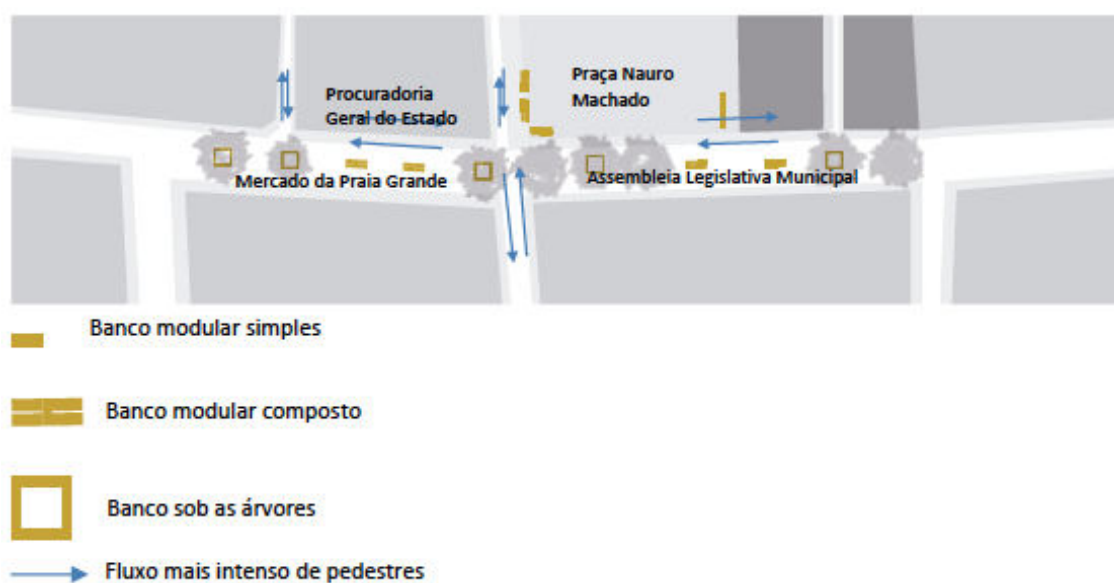 Procuradoria
Geral do Estado
Praça Nauro
Machado
Mercado da Praia Grande
Assembleia Legislativa Municipal
Banco modular simples
Banco modular composto
Banco sob as árvores
Fluxo mais intenso de pedestres